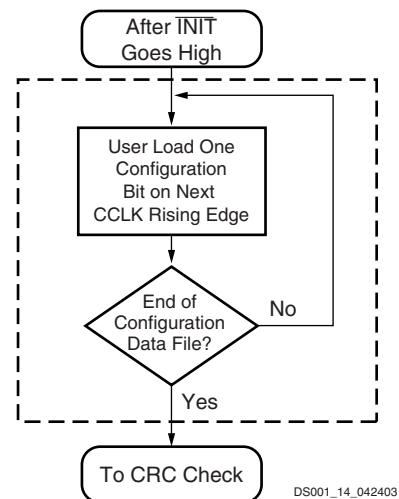 After I̅N̅I̅T̅
Goes High
User Load One
Configuration
Bit on Next
CCLK Rising Edge
End of
Configuration
Data File?
No
Yes
To CRC Check
DS001_14_042403